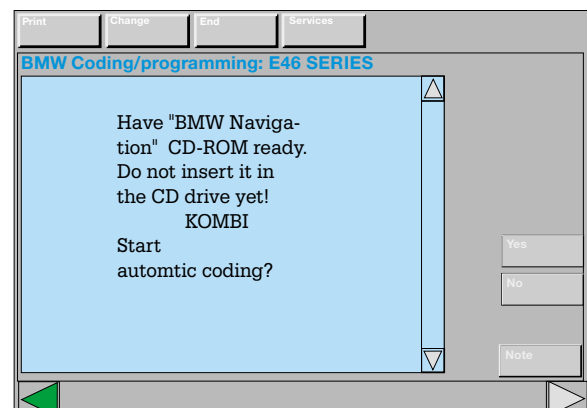 Print Change End Services
BMW Coding/programming: E46 SERIES
Have "BMW Naviga-
tion" CD-ROM ready.
Do not insert it in
the CD drive yet!
KOMBI
Start
automtic coding?
Yes
No
Note